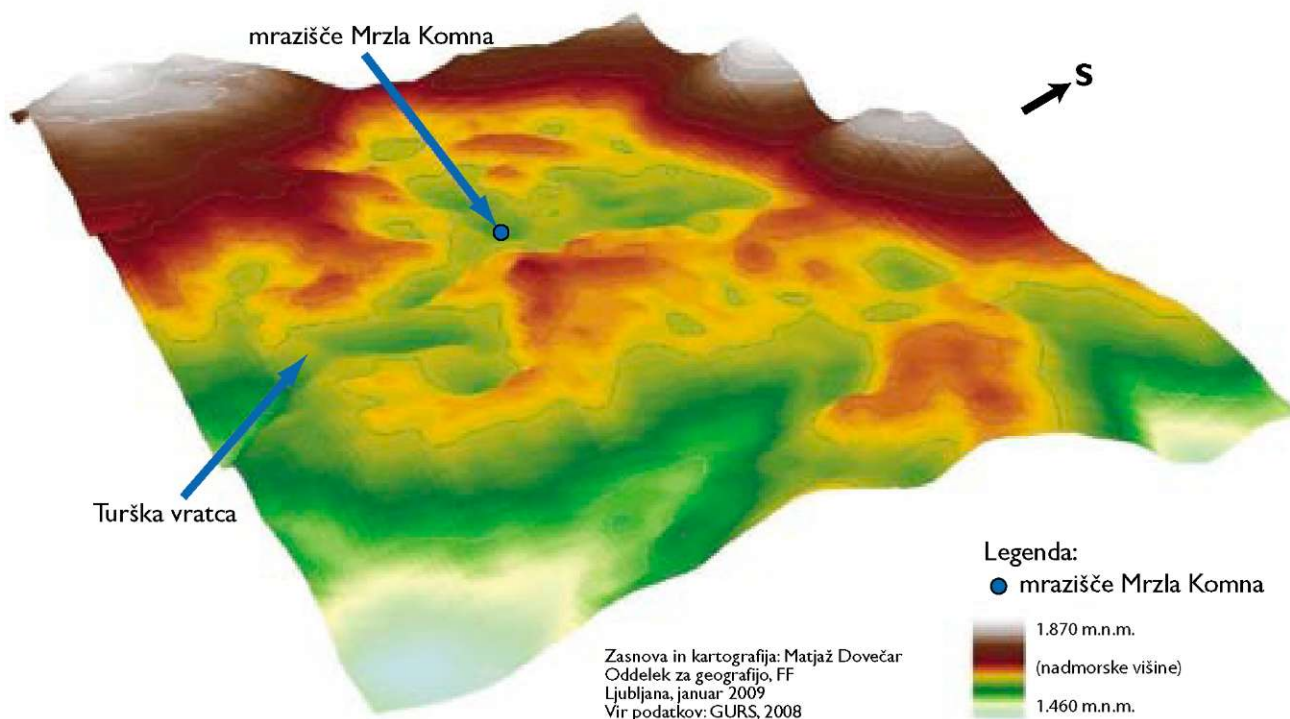 mrazišče Mrzla Komna
S
Turška vratca
Legenda:
mrazišče Mrzla Komna
1.870 m.n.m.
(nadmorske višine)
1.460 m.n.m.
Zasnova in kartografija: Matjaž Dovečar
Oddelek za geografijo, FF
Ljubljana, januar 2009
Vir podatkov: GURS, 2008